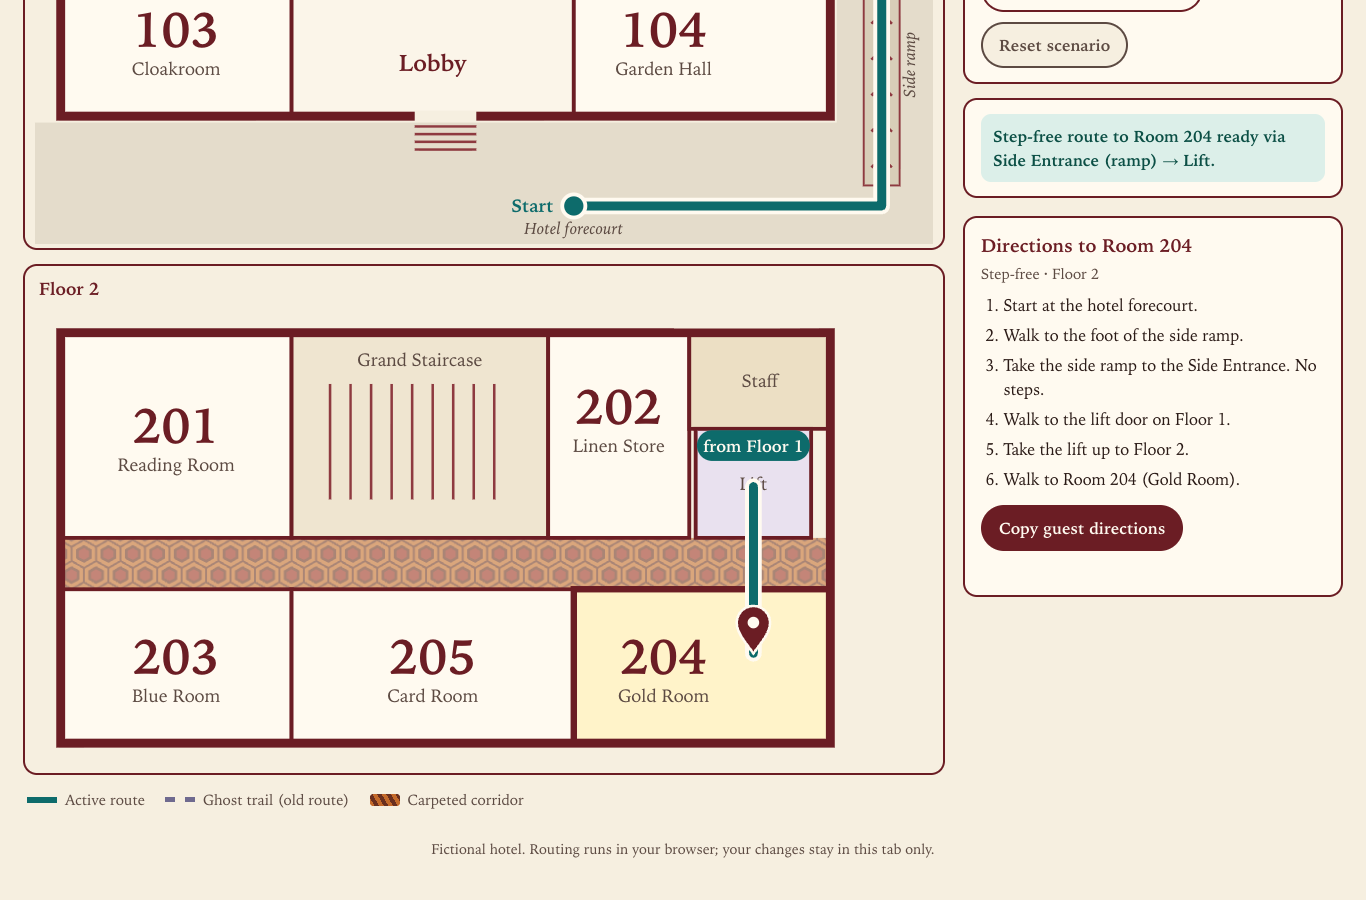 103
Cloakroom
Lobby
104
Garden Hall
Side ramp
Start
Hotel forecourt
Floor 2
201
Reading Room
Grand Staircase
202
Linen Store
Staff
from Floor 1
Lift
203
Blue Room
205
Card Room
204
Gold Room
Active route
Ghost trail (old route)
Carpeted corridor
Reset scenario
Step-free route to Room 204 ready via
Side Entrance (ramp) → Lift.
Directions to Room 204
Step-free · Floor 2
1. Start at the hotel forecourt.
2. Walk to the foot of the side ramp.
3. Take the side ramp to the Side Entrance. No
steps.
4. Walk to the lift door on Floor 1.
5. Take the lift up to Floor 2.
6. Walk to Room 204 (Gold Room).
Copy guest directions
Fictional hotel. Routing runs in your browser; your changes stay in this tab only.